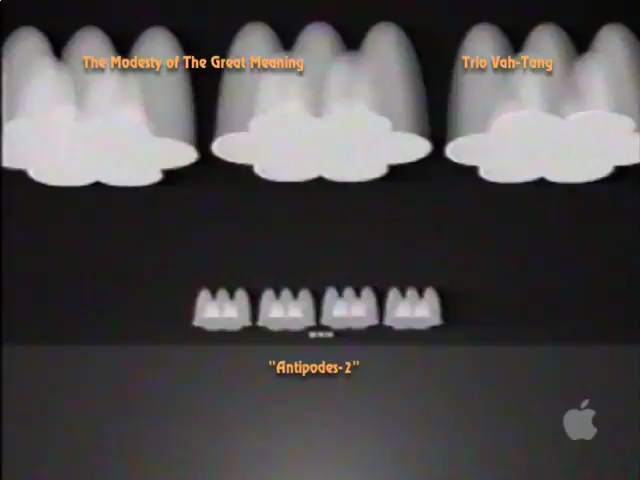 The Modesty of The Great Meaning
Trio Vah-Tang
"Antipodes-2"